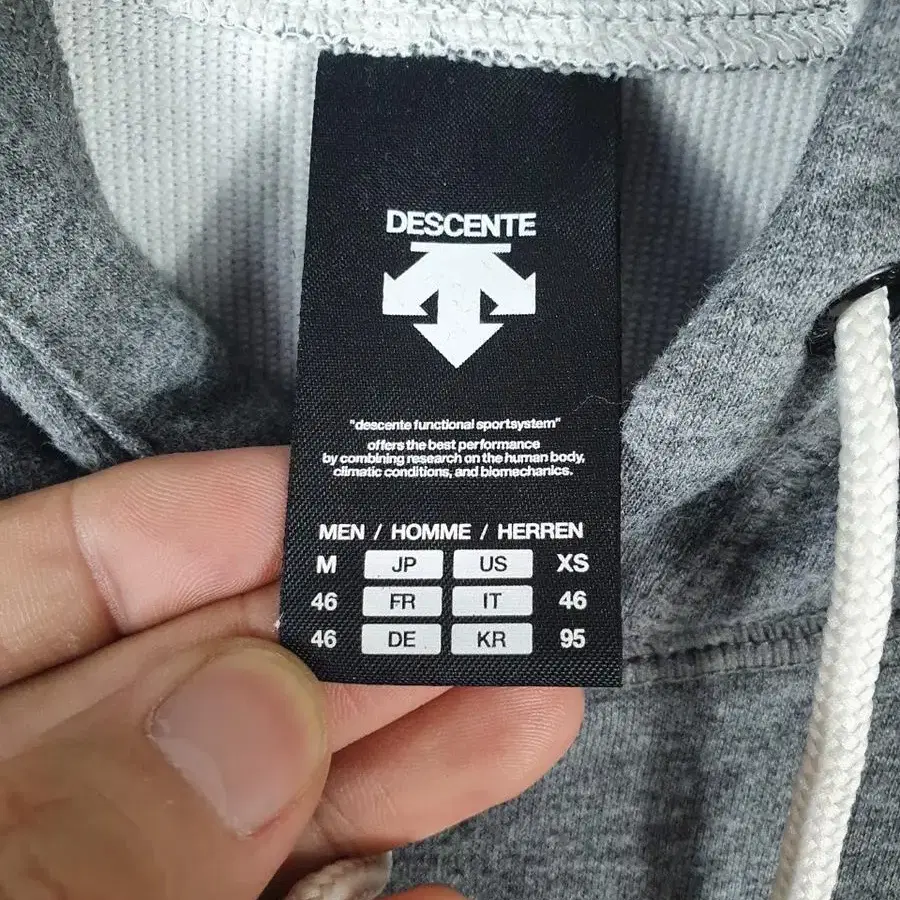 DESCENTE
"descente functional sportsystem"
offers the best performance
by combining research on the human body,
climatic conditions, and biomechanics.
MEN / HOMME / HERREN
M JP US XS
46 FR IT 46
46 DE KR 95